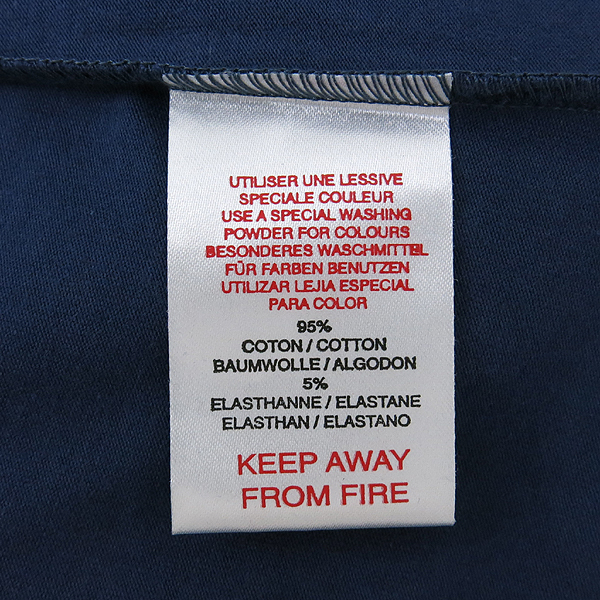 UTILISER UNE LESSIVE
SPECIALE COULEUR
USE A SPECIAL WASHING
POWDER FOR COLOURS
BESONDERES WASCHMITTEL
FÜR FARBEN BENUTZEN
UTILIZAR LEJIA ESPECIAL
PARA COLOR
95%
COTON / COTTON
BAUMWOLLE / ALGODON
5%
ELASTHANNE / ELASTANE
ELASTHAN / ELASTANO
KEEP AWAY
FROM FIRE